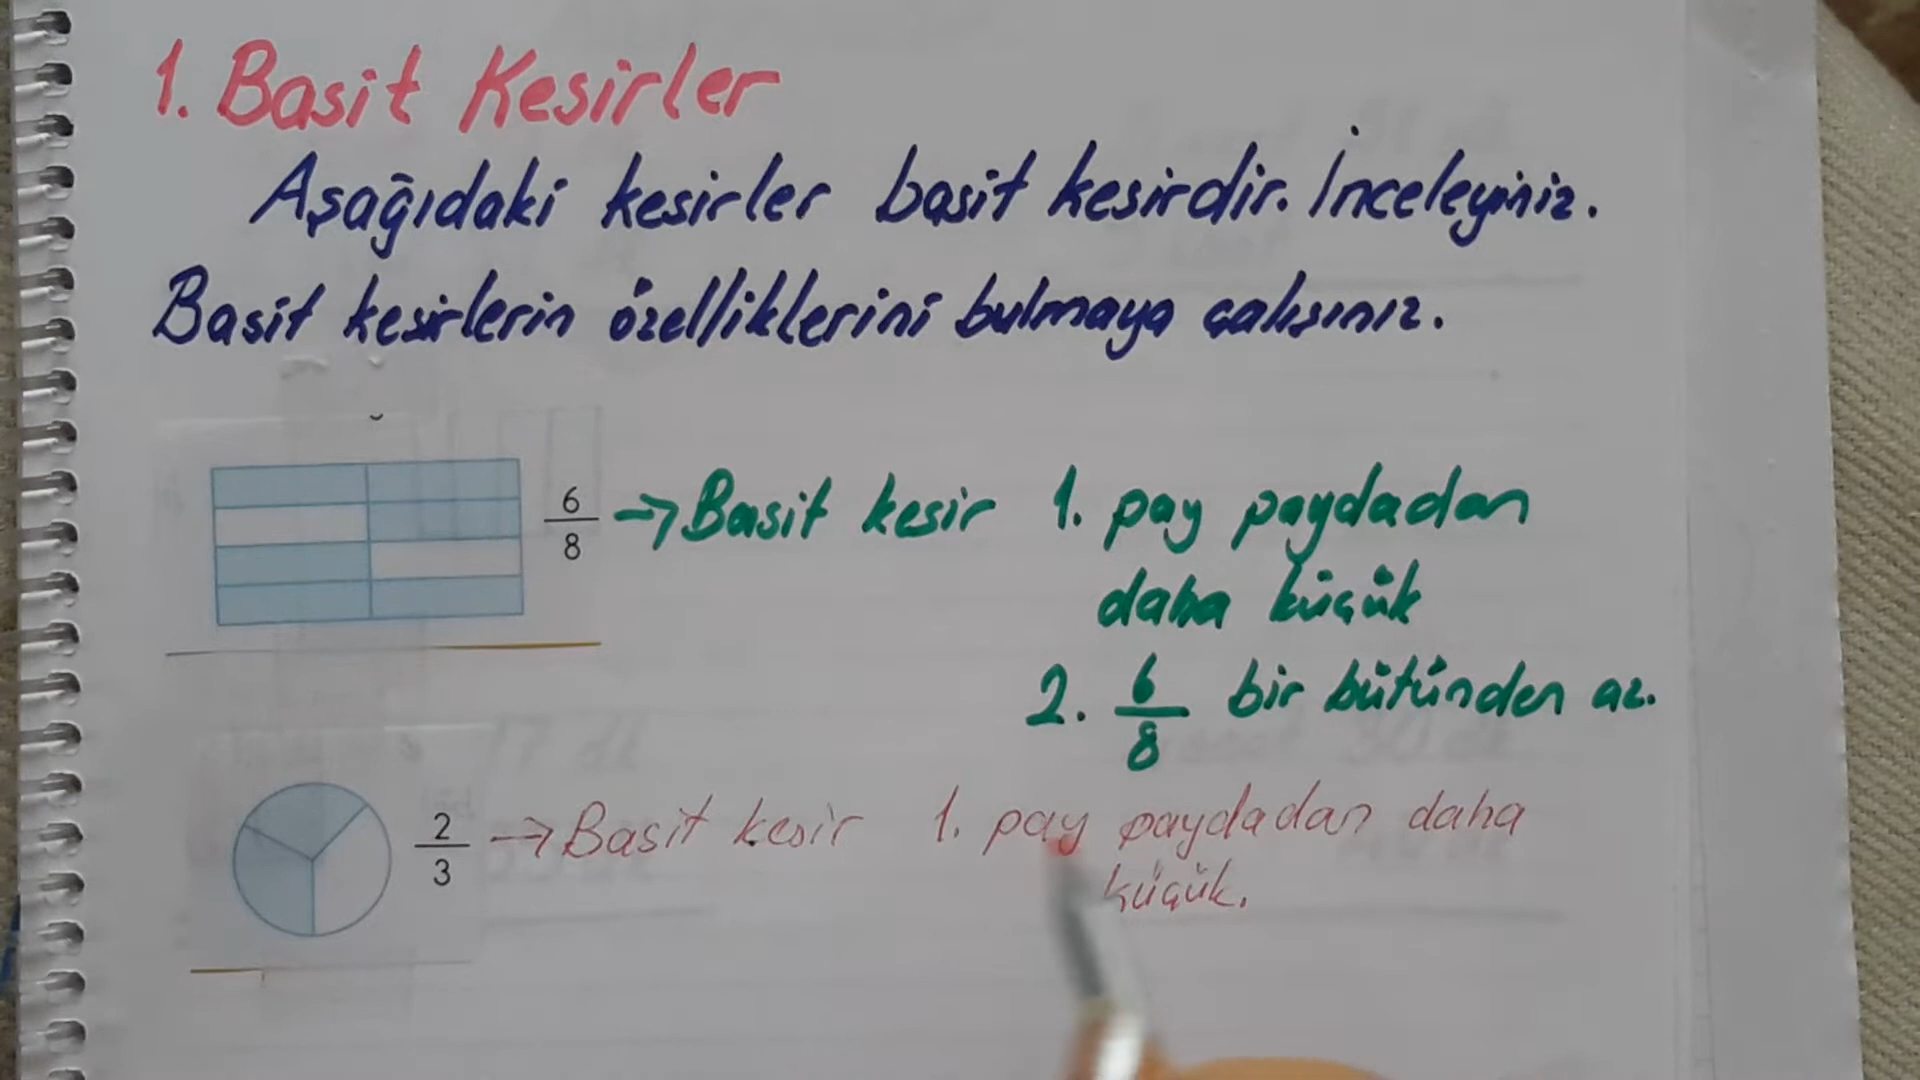 1. Basit Kesirler
Aşağıdaki kesirler basit kesirdir. İnceleyiniz.
Basit kesirlerin özelliklerini bulmaya çalışınız.
6/8 → Basit kesir 1. pay paydadan
daha küçük
2. 6/8 bir bütünden az.
2/3 → Basit kesir 1. pay paydadan daha
küçük.